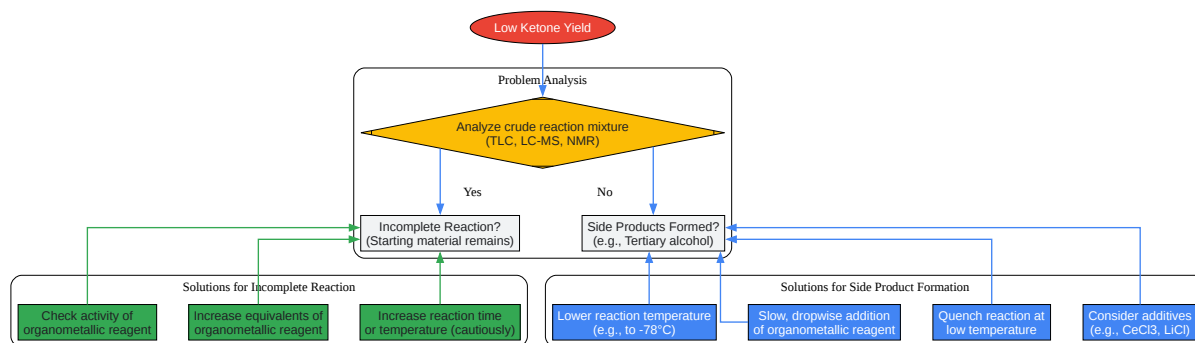 Low Ketone Yield
Problem Analysis
Analyze crude reaction mixture
(TLC, LC-MS, NMR)
Yes
No
Incomplete Reaction?
(Starting material remains)
Side Products Formed?
(e.g., Tertiary alcohol)
Solutions for Incomplete Reaction
Check activity of
organometallic reagent
Increase equivalents of
organometallic reagent
Increase reaction time
or temperature (cautiously)
Solutions for Side Product Formation
Lower reaction temperature
(e.g., to -78°C)
Slow, dropwise addition
of organometallic reagent
Quench reaction at
low temperature
Consider additives
(e.g., CeCl3, LiCl)